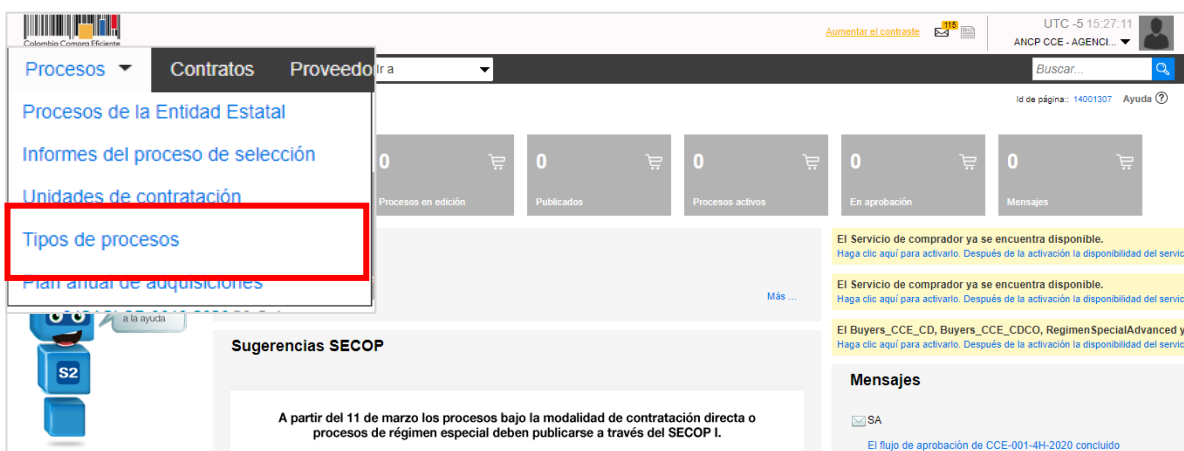 Colombia Compra Eficiente
Aumentar el contraste
115
UTC -5 15:27:11
ANCP CCE - AGENCI...
Procesos Contratos Proveedo
Ir a
Buscar...
Id de página:: 14001307 Ayuda
Procesos de la Entidad Estatal
Informes del proceso de selección
Unidades de contratación
Tipos de procesos
Plan anual de adquisiciones
0
Procesos en edición
0
Publicados
0
Procesos activos
0
En aprobación
0
Mensajes
El Servicio de comprador ya se encuentra disponible.
Haga clic aquí para activarlo. Después de la activación la disponibilidad del servic
El Servicio de comprador ya se encuentra disponible.
Haga clic aquí para activarlo. Después de la activación la disponibilidad del servic
El Buyers_CCE_CD, Buyers_CCE_CDCO, RegimenSpecialAdvanced y
Haga clic aquí para activarlo. Después de la activación la disponibilidad del servic
Más ...
a la ayuda
S2
Sugerencias SECOP
A partir del 11 de marzo los procesos bajo la modalidad de contratación directa o
procesos de régimen especial deben publicarse a través del SECOP I.
Mensajes
SA
El flujo de aprobación de CCE-001-4H-2020 concluido